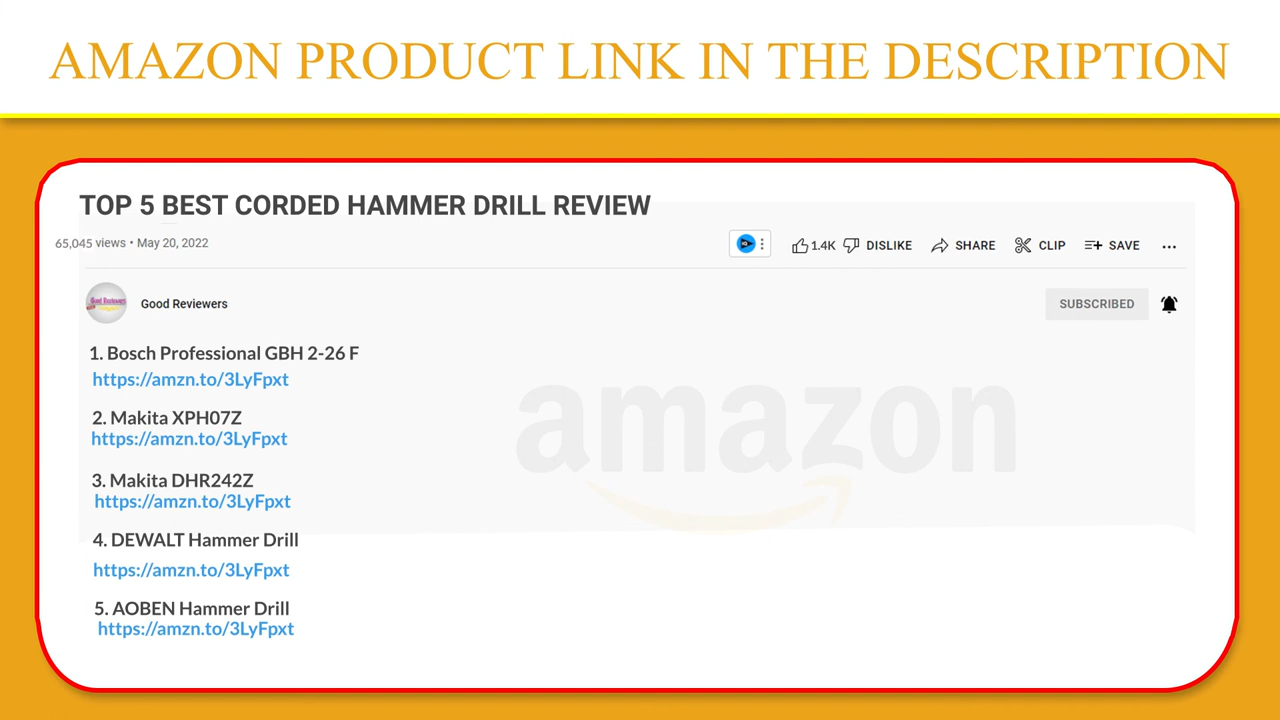 AMAZON PRODUCT LINK IN THE DESCRIPTION
TOP 5 BEST CORDED HAMMER DRILL REVIEW
65,045 views • May 20, 2022
1.4K DISLIKE SHARE CLIP SAVE ...
Good Reviewers
SUBSCRIBED
1. Bosch Professional GBH 2-26 F
https://amzn.to/3LyFpxt
2. Makita XPH07Z
https://amzn.to/3LyFpxt
3. Makita DHR242Z
https://amzn.to/3LyFpxt
4. DEWALT Hammer Drill
https://amzn.to/3LyFpxt
5. AOBEN Hammer Drill
https://amzn.to/3LyFpxt
amazon